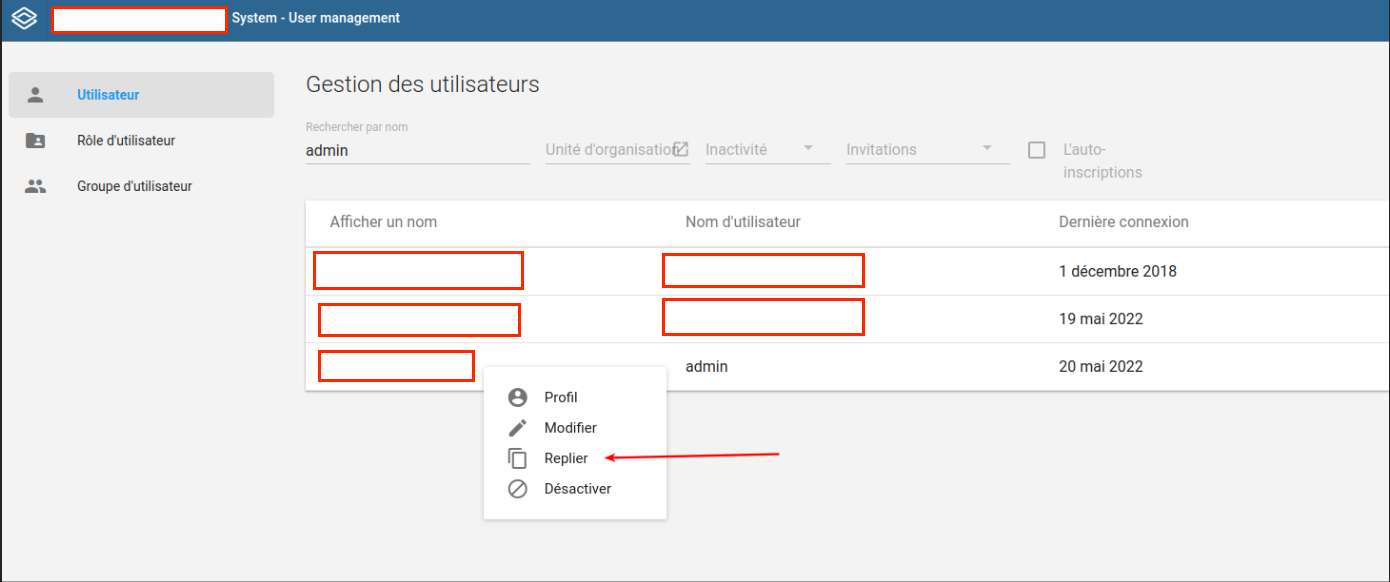 System - User management
Utilisateur
Rôle d'utilisateur
Groupe d'utilisateur
Gestion des utilisateurs
Rechercher par nom
admin
Unité d'organisation
Inactivité
Invitations
L'auto-
inscriptions
Afficher un nom
Nom d'utilisateur
Dernière connexion
1 décembre 2018
19 mai 2022
admin
20 mai 2022
Profil
Modifier
Replier
Désactiver